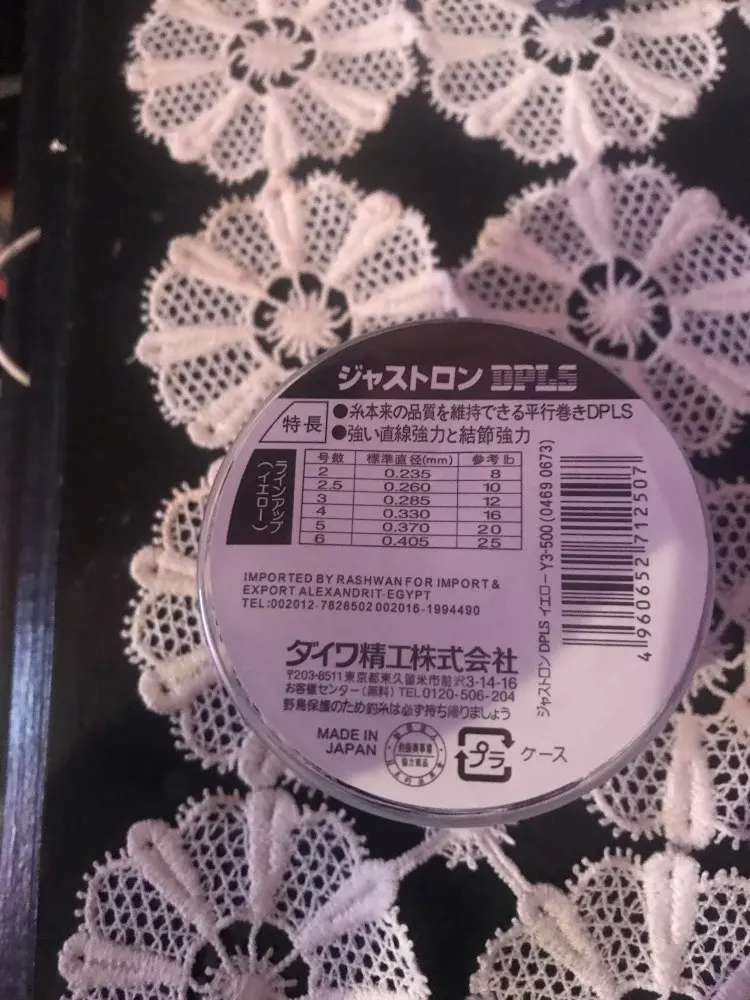 ジャストロン DPLS
特長
●糸本来の品質を維持できる平行巻きDPLS
●強い直線強力と結節強力
ラインアップ
(イエロー)
号数 標準直径(mm) 参考lb
2 0.235 8
2.5 0.260 10
3 0.285 12
4 0.330 16
5 0.370 20
6 0.405 25
IMPORTED BY RASHWAN FOR IMPORT &
EXPORT ALEXANDRIT-EGYPT
TEL:002012-7828502 002016-1994490
ダイワ精工株式会社
〒203-8511 東京都東久留米市前沢3-14-16
お客様センター(無料) TEL0120-506-204
野鳥保護のため釣糸は必ず持ち帰りましょう
MADE IN
JAPAN
プラ ケース
ジャストロン DPLS イエロー Y3-500 (0469 0673)
4 960652 712507